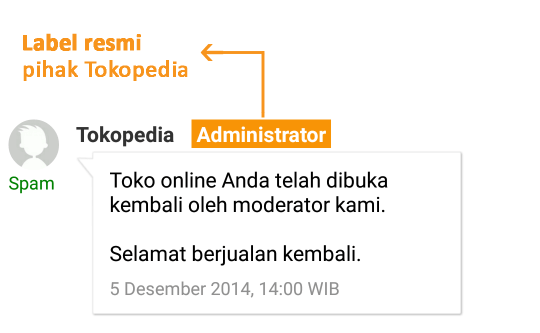 Label resmi
pihak Tokopedia
Tokopedia Administrator
Spam
Toko online Anda telah dibuka
kembali oleh moderator kami.
Selamat berjualan kembali.
5 Desember 2014, 14:00 WIB